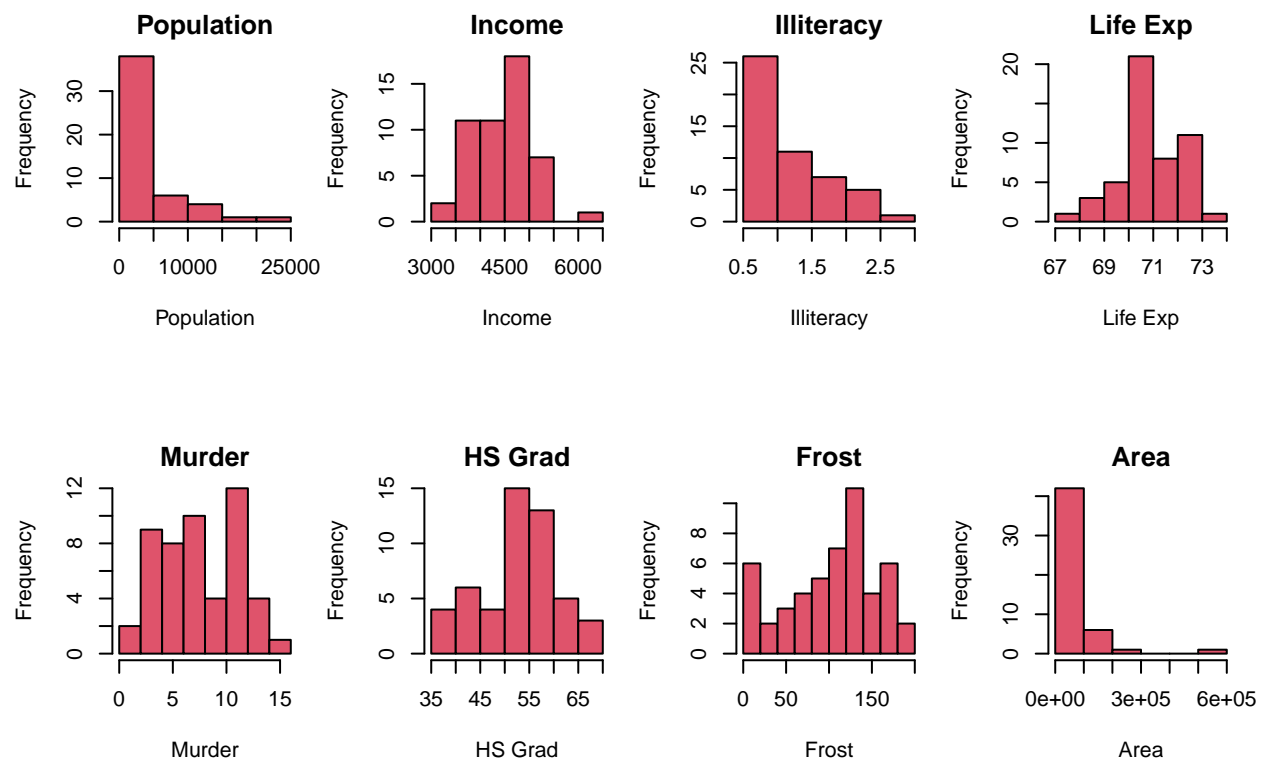 Population
Frequency
0 10 20 30
0 10000 25000
Population
Income
Frequency
0 5 10 15
3000 4500 6000
Income
Illiteracy
Frequency
0 5 15 25
0.5 1.5 2.5
Illiteracy
Life Exp
Frequency
0 5 10 20
67 69 71 73
Life Exp
Murder
Frequency
0 4 8 12
0 5 10 15
Murder
HS Grad
Frequency
0 5 10 15
35 45 55 65
HS Grad
Frost
Frequency
0 2 4 6 8
0 50 150
Frost
Area
Frequency
0 10 30
0e+00 3e+05 6e+05
Area